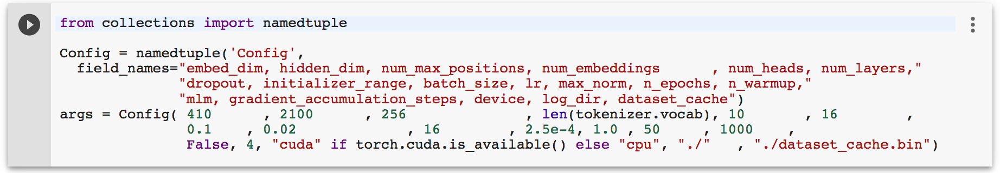 from collections import namedtuple
Config = namedtuple('Config',
field_names="embed_dim, hidden_dim, num_max_positions, num_embeddings      , num_heads, num_layers,"
"dropout, initializer_range, batch_size, lr, max_norm, n_epochs, n_warmup,"
"mlm, gradient_accumulation_steps, device, log_dir, dataset_cache")
args = Config( 410      , 2100      , 256              , len(tokenizer.vocab), 10       , 16        ,
0.1    , 0.02             , 16        , 2.5e-4, 1.0 , 50     , 1000    ,
False, 4, "cuda" if torch.cuda.is_available() else "cpu", "./"   , "./dataset_cache.bin")